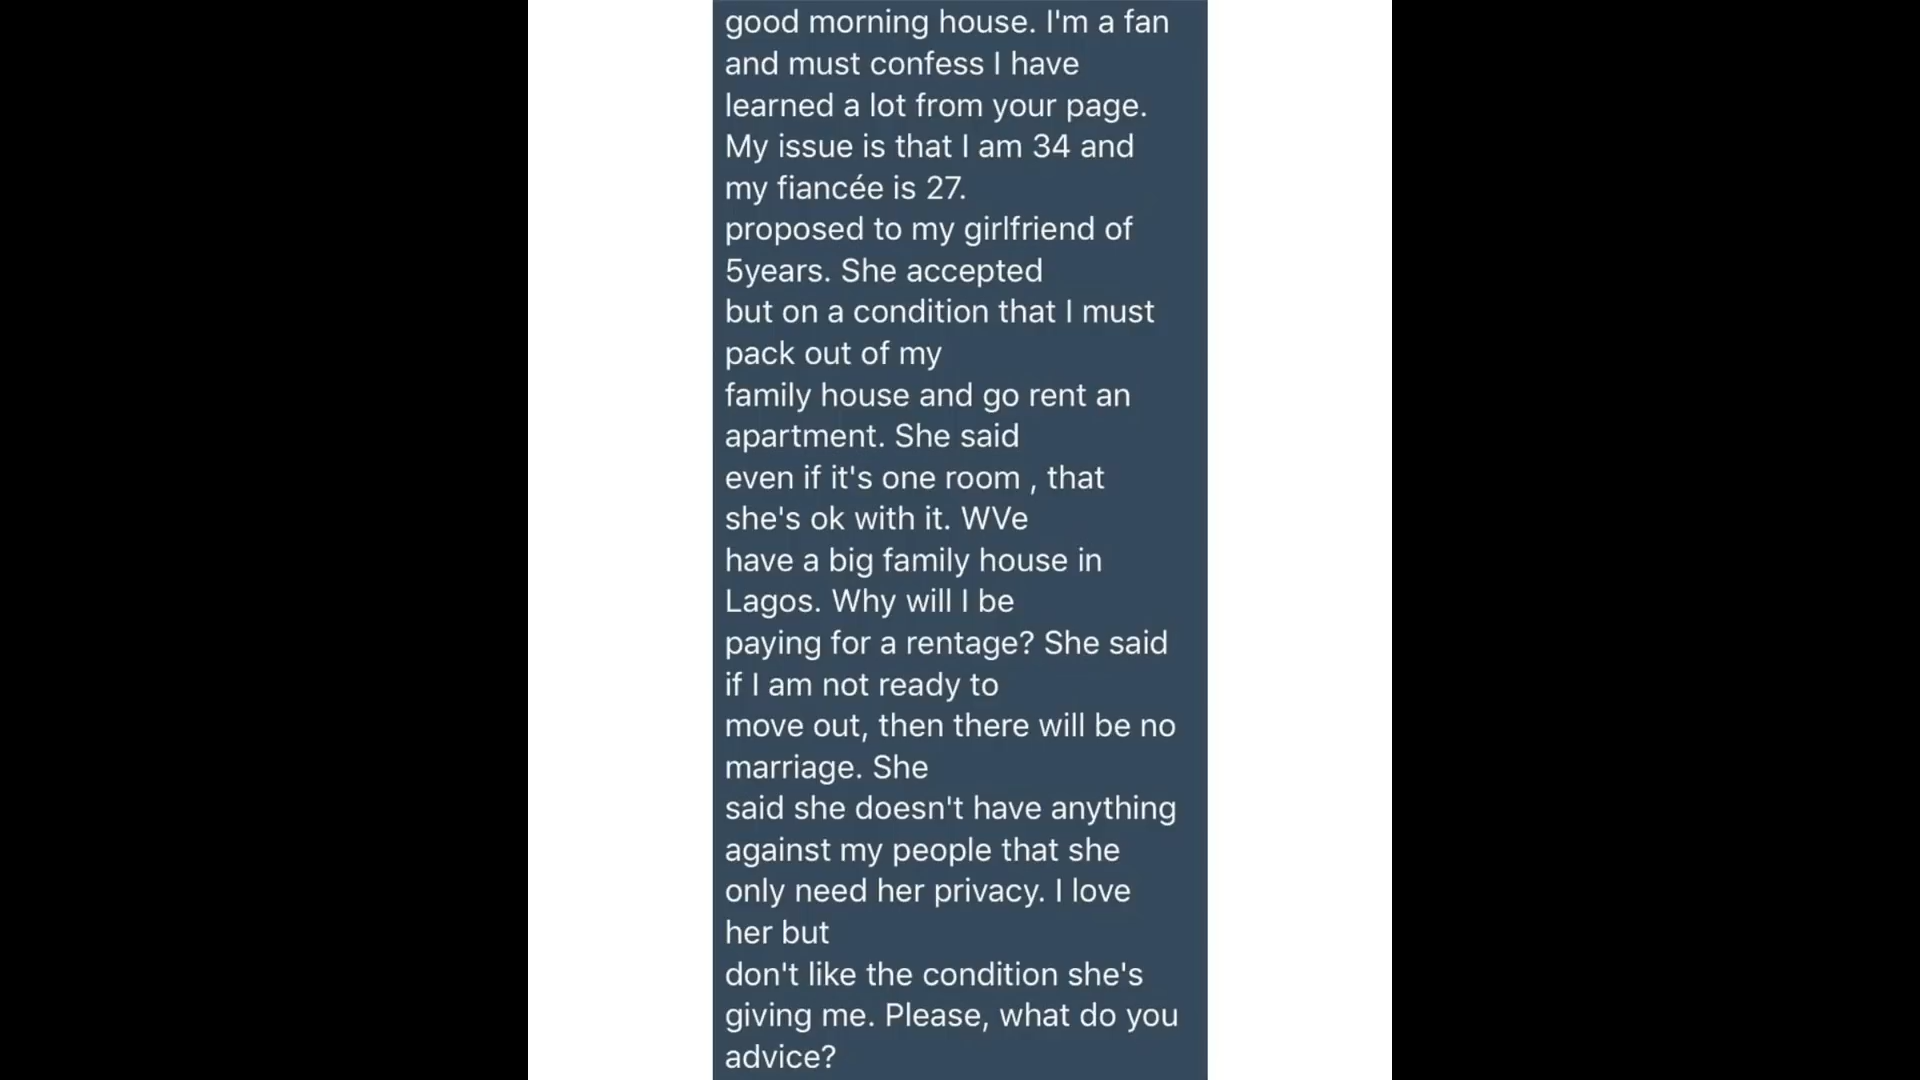 good morning house. I'm a fan
and must confess I have
learned a lot from your page.
My issue is that I am 34 and
my fiancée is 27.
proposed to my girlfriend of
5years. She accepted
but on a condition that I must
pack out of my
family house and go rent an
apartment. She said
even if it's one room , that
she's ok with it. WVe
have a big family house in
Lagos. Why will I be
paying for a rentage? She said
if I am not ready to
move out, then there will be no
marriage. She
said she doesn't have anything
against my people that she
only need her privacy. I love
her but
don't like the condition she's
giving me. Please, what do you
advice?